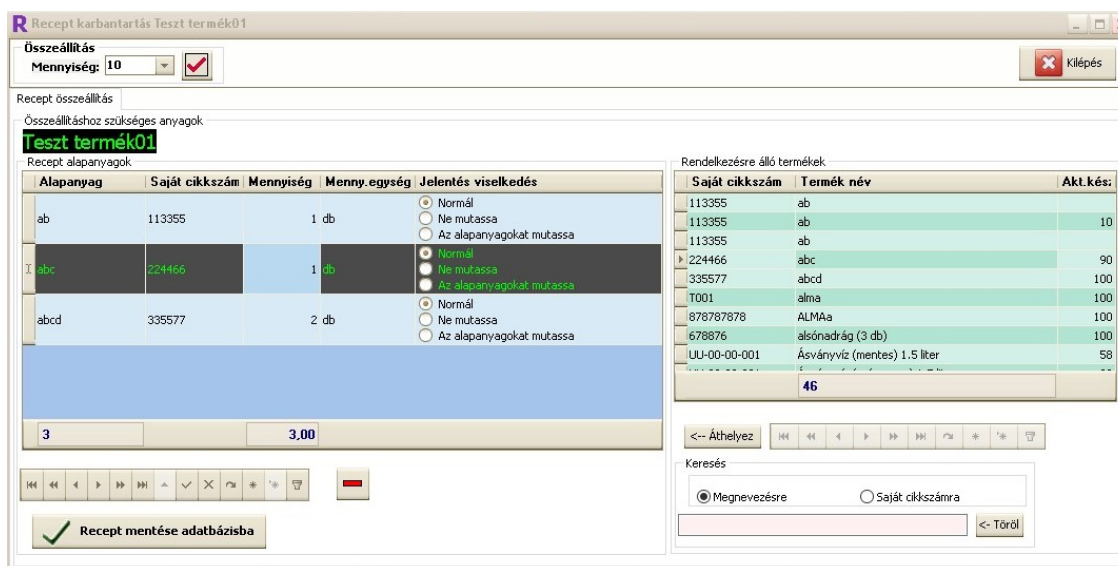 R Recept karbantartás Teszt termék01
Összeállítás
Mennyiség: 10
Kilépés
Recept összeállítás
Összeállításhoz szükséges anyagok
Teszt termék01
Recept alapanyagok
Alapanyag Saját cikkszám Mennyiség Menny.egység Jelentés viselkedés
ab 113355 1 db Normál
Ne mutassa
Az alapanyagokat mutassa
abc 224466 1 db Normál
Ne mutassa
Az alapanyagokat mutassa
abcd 335577 2 db Normál
Ne mutassa
Az alapanyagokat mutassa
3 3,00
Recept mentése adatbázisba
Rendelkezésre álló termékek
Saját cikkszám Termék név Akt.kés
113355 ab
113355 ab 10
113355 ab
224466 abc 90
335577 abcd 100
T001 alma 100
878787878 ALMAa 100
678876 alsónadrág (3 db) 100
UU-00-00-001 Ásványvíz (mentes) 1.5 liter 58
46
<-- Áthelyez
Keresés
Megnevezésre Saját cikkszámra
<- Töröl